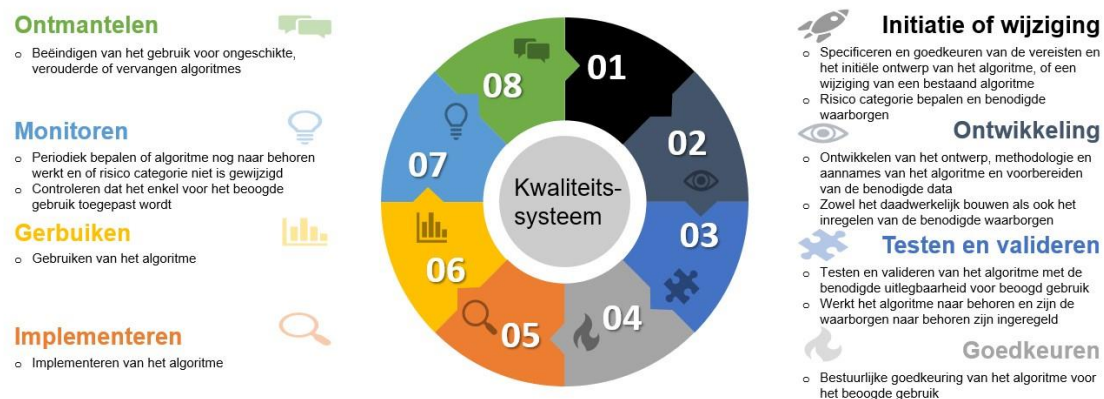 Ontmantelen
o Beëindigen van het gebruik voor ongeschikte,
verouderde of vervangen algoritmes
Monitoren
o Periodiek bepalen of algoritme nog naar behoren
werkt en of risico categorie niet is gewijzigd
o Controleren dat het enkel voor het beoogde
gebruik toegepast wordt
Gerbuiken
o Gebruiken van het algoritme
Implementeren
o Implementeren van het algoritme
01
02
03
04
05
06
07
08
Kwaliteits-
systeem
Initiatie of wijziging
o Specificeren en goedkeuren van de vereisten en
het initiële ontwerp van het algoritme, of een
wijziging van een bestaand algoritme
o Risico categorie bepalen en benodigde
waarborgen
Ontwikkeling
o Ontwikkelen van het ontwerp, methodologie en
aannames van het algoritme en voorbereiden
van de benodigde data
o Zowel het daadwerkelijk bouwen als ook het
inregelen van de benodigde waarborgen
Testen en valideren
o Testen en valideren van het algoritme met de
benodigde uitlegbaarheid voor beoogd gebruik
o Werkt het algoritme naar behoren en zijn de
waarborgen naar behoren zijn ingeregeld
Goedkeuren
o Bestuurlijke goedkeuring van het algoritme voor
het beoogde gebruik